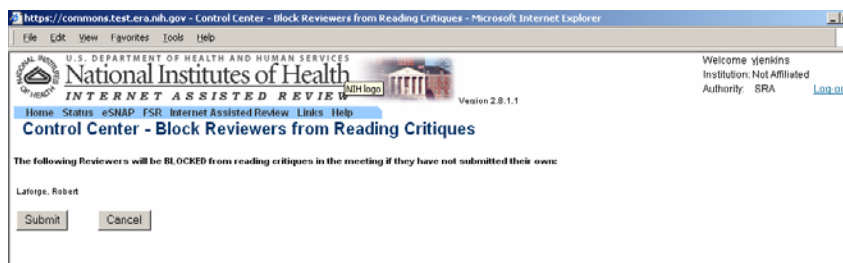 https://commons.test.era.nih.gov - Control Center - Block Reviewers from Reading Critiques - Microsoft Internet Explorer
File Edit View Favorites Tools Help
U.S. DEPARTMENT OF HEALTH AND HUMAN SERVICES
National Institutes of Health
INTERNET ASSISTED REVIEW
NIH logo
Version 2.8.1.1
Welcome yjenkins
Institution: Not Affiliated
Authority: SRA
Log-ou
Home Status eSNAP FSR Internet Assisted Review Links Help
Control Center - Block Reviewers from Reading Critiques
The following Reviewers will be BLOCKED from reading critiques in the meeting if they have not submitted their own:
Laforge, Robert
Submit Cancel